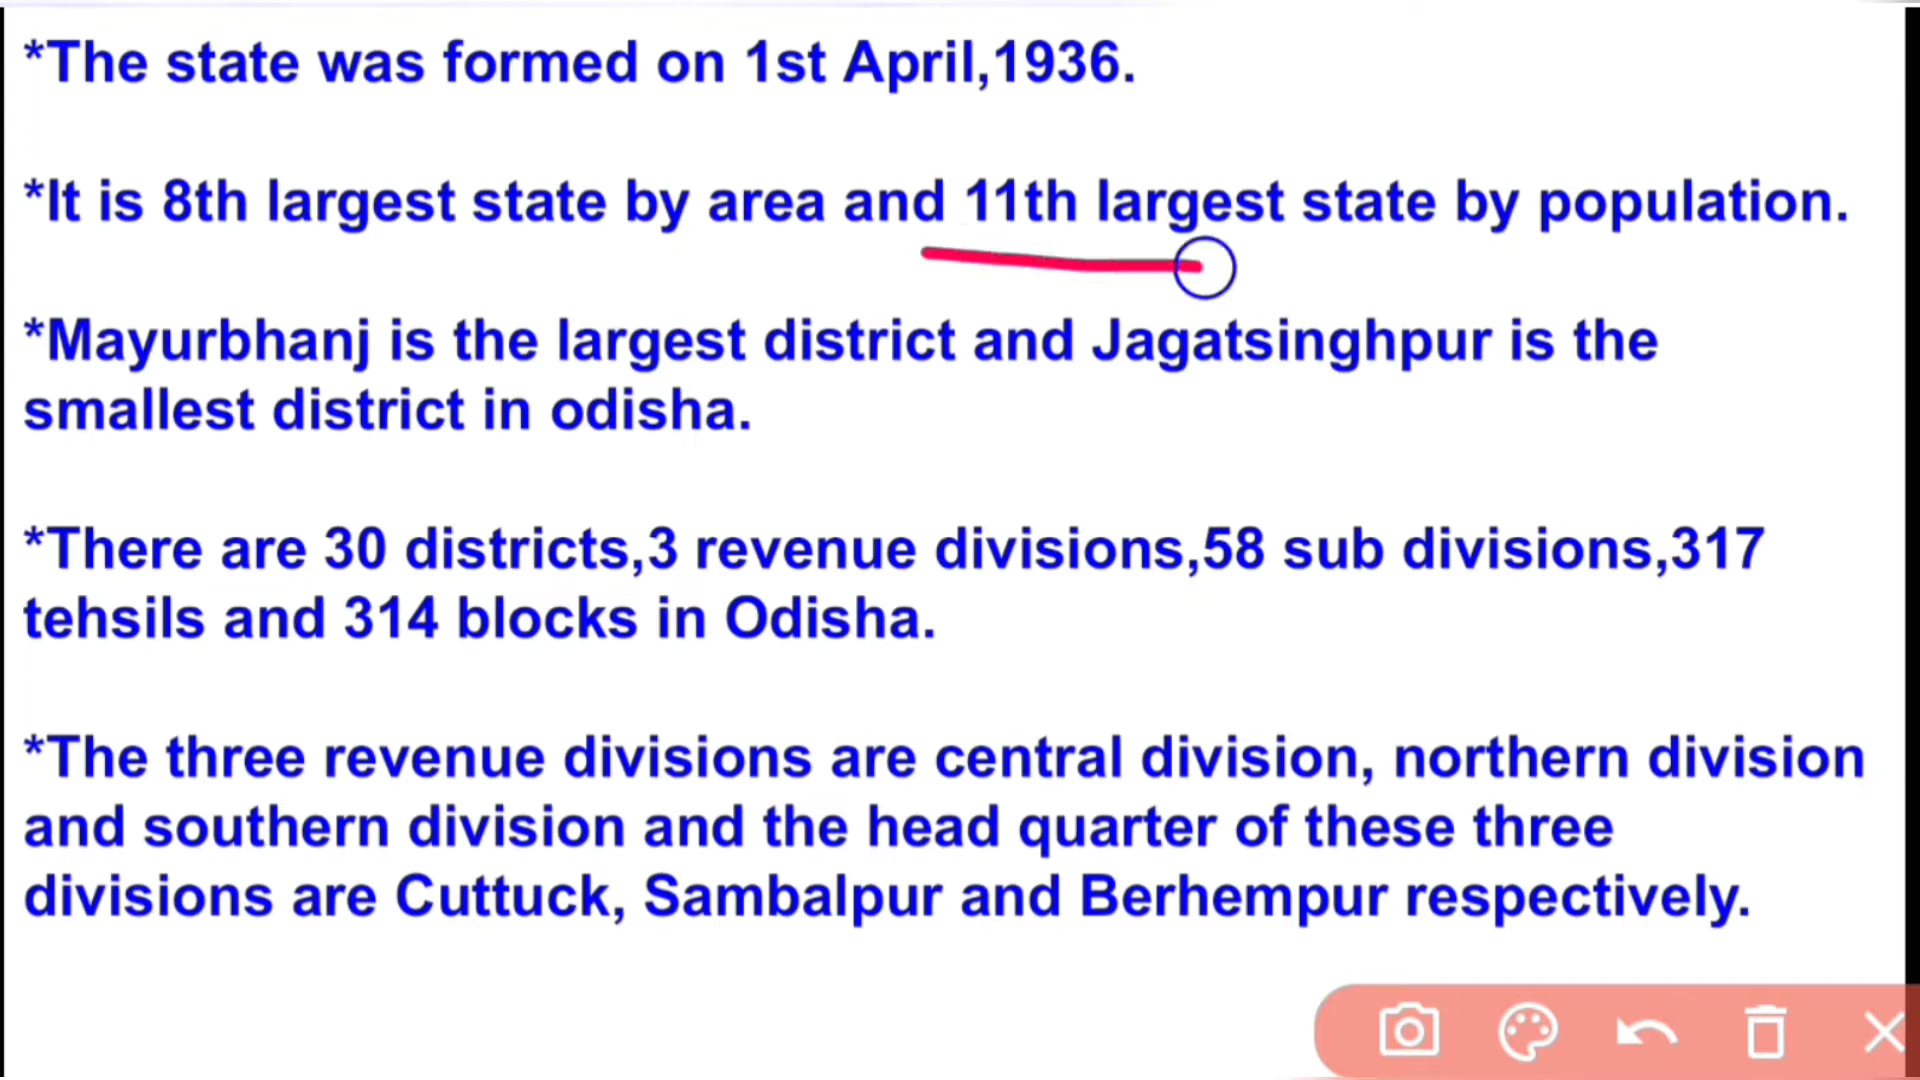 *The state was formed on 1st April,1936.
*It is 8th largest state by area and 11th largest state by population.
*Mayurbhanj is the largest district and Jagatsinghpur is the
smallest district in odisha.
*There are 30 districts,3 revenue divisions,58 sub divisions,317
tehsils and 314 blocks in Odisha.
*The three revenue divisions are central division, northern division
and southern division and the head quarter of these three
divisions are Cuttuck, Sambalpur and Berhempur respectively.